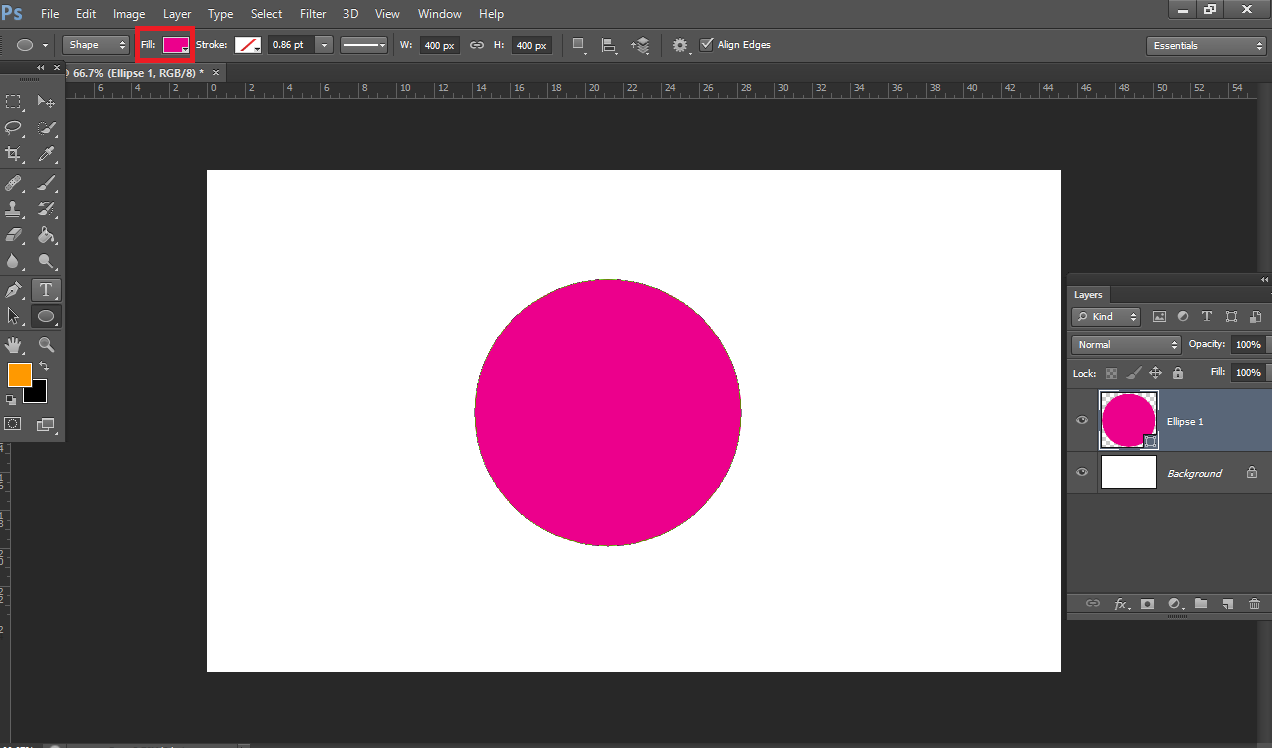 Ps File Edit Image Layer Type Select Filter 3D View Window Help
Shape Fill: Stroke: 0.86 pt W: 400 px H: 400 px Align Edges Essentials
66.7% (Ellipse 1, RGB/8) * ×
6 4 2 0 2 4 6 8 10 12 14 16 18 20 22 24 26 28 30 32 34 36 38 40 42 44 46 48 50 52 54
T
Layers
Kind T
Normal Opacity: 100%
Lock: Fill: 100%
Ellipse 1
Background
fx